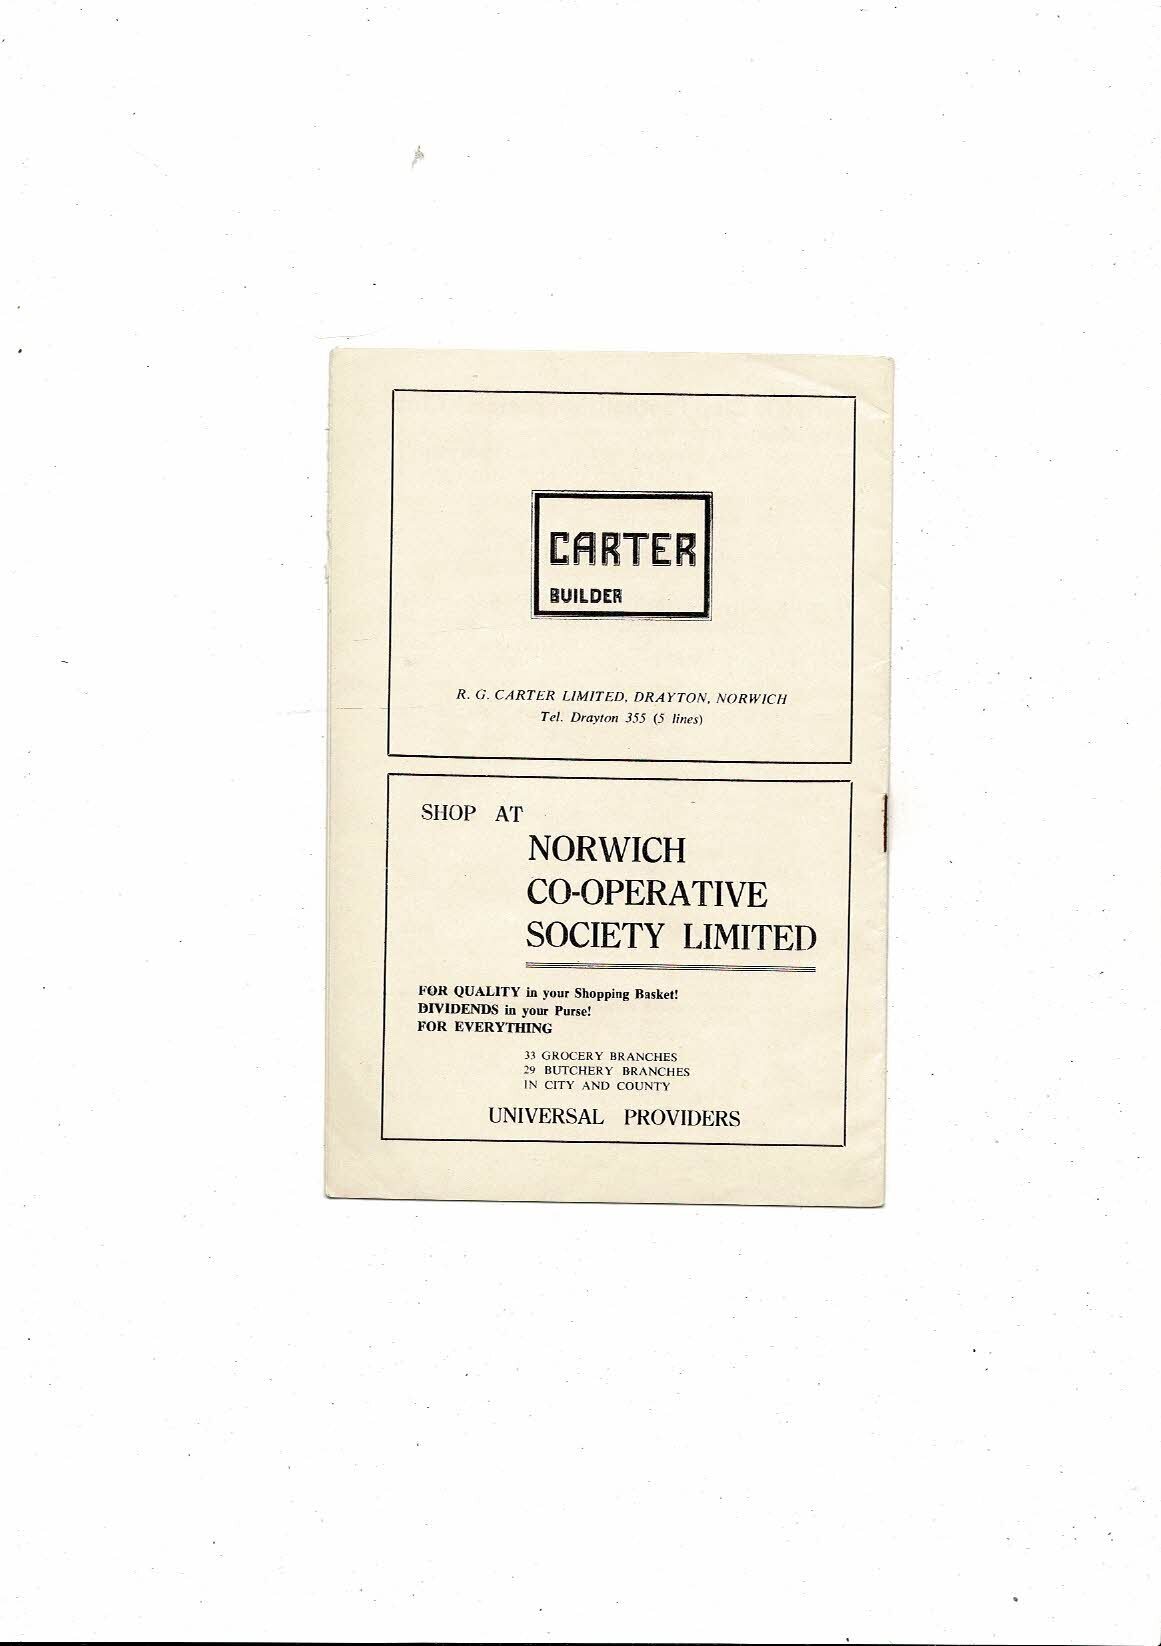 CARTER
BUILDER
R. G. CARTER LIMITED, DRAYTON, NORWICH
Tel. Drayton 355 (5 lines)
SHOP AT
NORWICH
CO-OPERATIVE
SOCIETY LIMITED
FOR QUALITY in your Shopping Basket!
DIVIDENDS in your Purse!
FOR EVERYTHING
33 GROCERY BRANCHES
29 BUTCHERY BRANCHES
IN CITY AND COUNTY
UNIVERSAL PROVIDERS